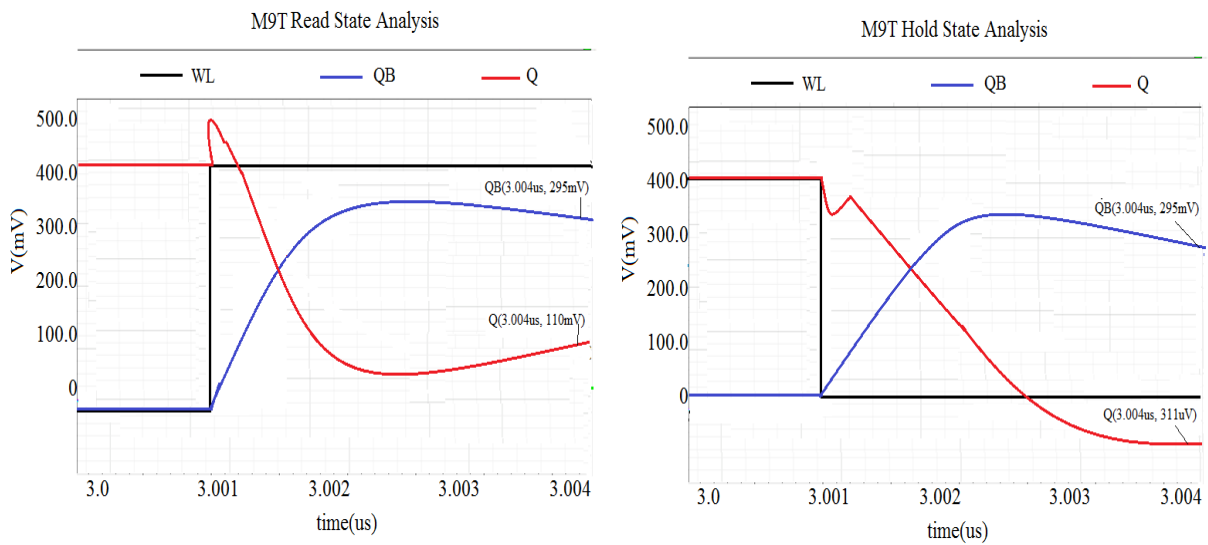 M9T Read State Analysis
WL QB Q
500.0
400.0
300.0
200.0
100.0
0
V(mV)
QB(3.004us, 295mV)
Q(3.004us, 110mV)
3.0 3.001 3.002 3.003 3.004
time(us)
M9T Hold State Analysis
WL QB Q
500.0
400.0
300.0
200.0
100.0
0
V(mV)
QB(3.004us, 295mV)
Q(3.004us, 311uV)
3.0 3.001 3.002 3.003 3.004
time(us)